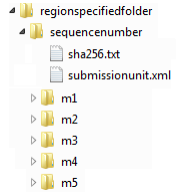 regionspecifiedfolder
sequencenumber
sha256.txt
submissionunit.xml
m1
m2
m3
m4
m5